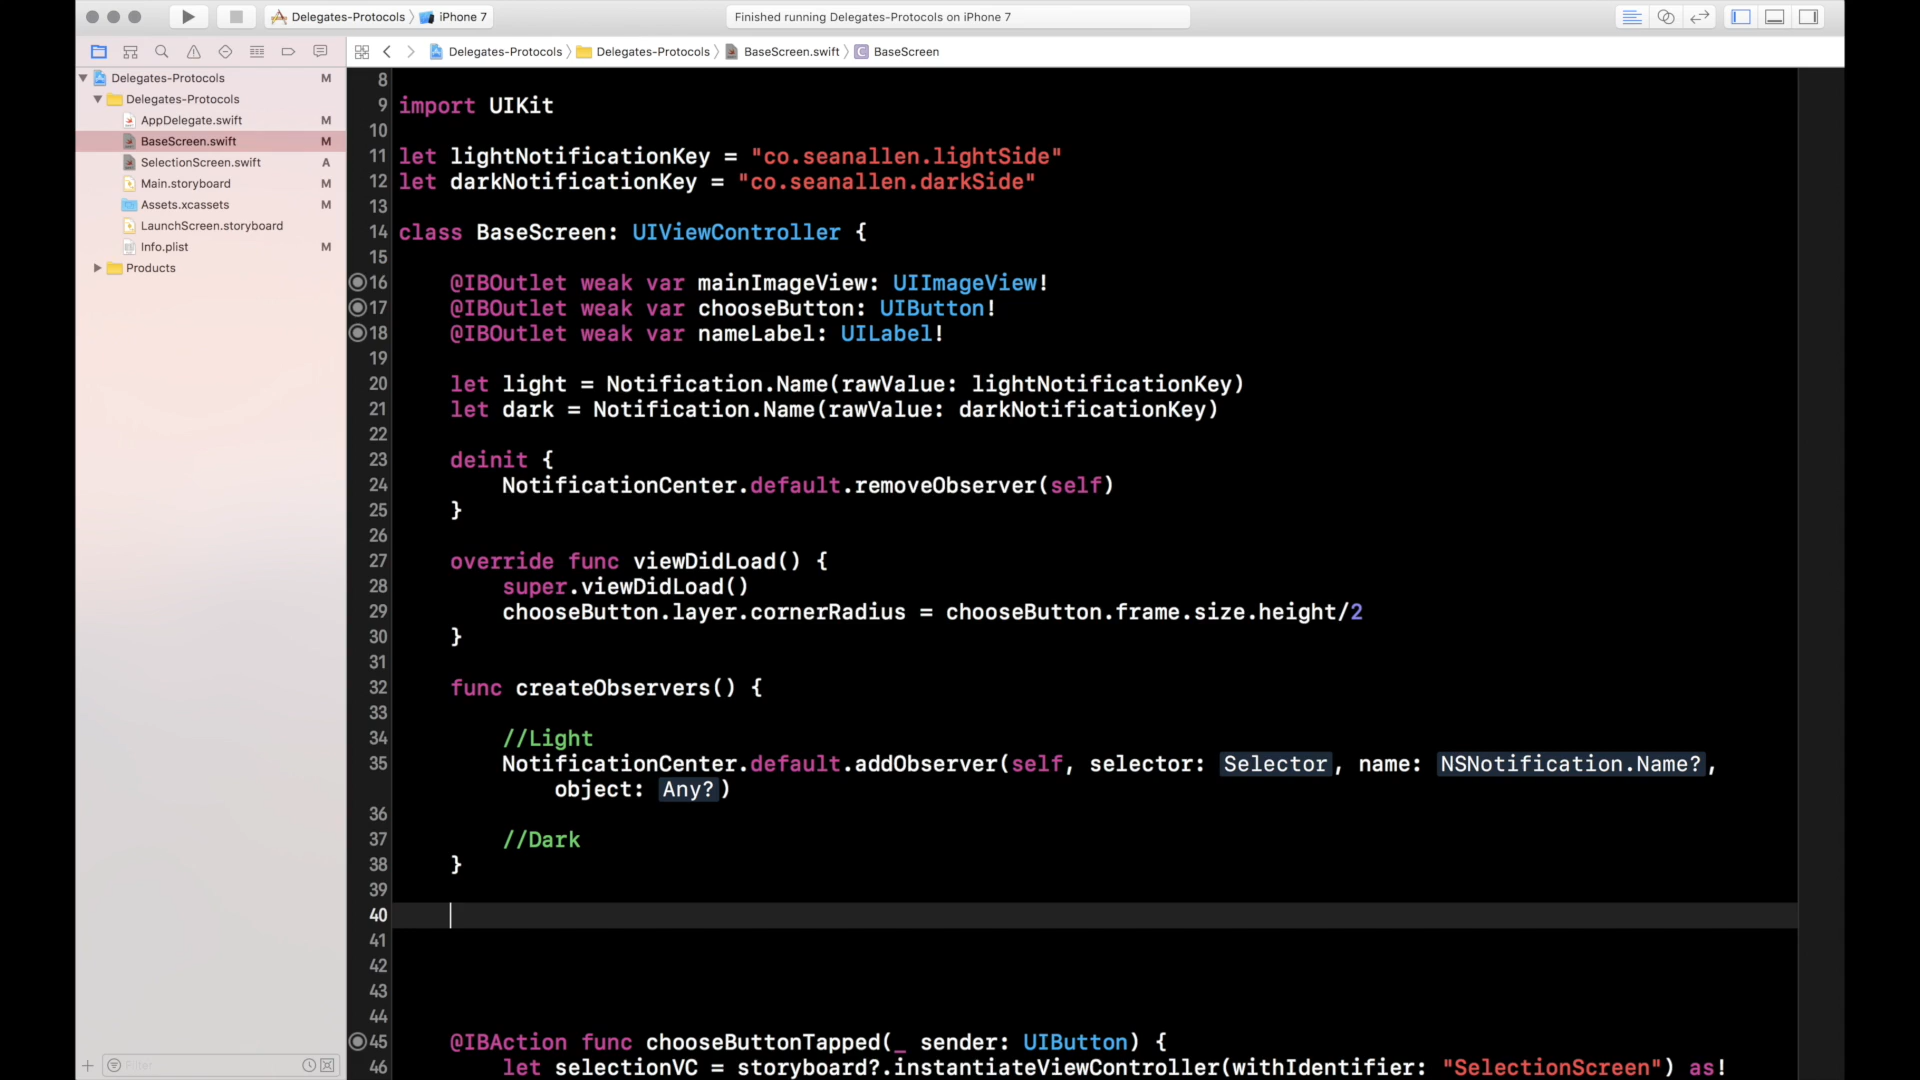 Delegates-Protocols
iPhone 7
Finished running Delegates-Protocols on iPhone 7
Delegates-Protocols
Delegates-Protocols
BaseScreen.swift
C
BaseScreen
Delegates-Protocols M
Delegates-Protocols
AppDelegate.swift M
BaseScreen.swift M
SelectionScreen.swift A
Main.storyboard M
Assets.xcassets M
LaunchScreen.storyboard
Info.plist M
Products
8
9 import UIKit
10
11 let lightNotificationKey = "co.seanallen.lightSide"
12 let darkNotificationKey = "co.seanallen.darkSide"
13
14 class BaseScreen: UIViewController {
15
16 @IBOutlet weak var mainImageView: UIImageView!
17 @IBOutlet weak var chooseButton: UIButton!
18 @IBOutlet weak var nameLabel: UILabel!
19
20 let light = Notification.Name(rawValue: lightNotificationKey)
21 let dark = Notification.Name(rawValue: darkNotificationKey)
22
23 deinit {
24 NotificationCenter.default.removeObserver(self)
25 }
26
27 override func viewDidLoad() {
28 super.viewDidLoad()
29 chooseButton.layer.cornerRadius = chooseButton.frame.size.height/2
30 }
31
32 func createObservers() {
33
34 //Light
35 NotificationCenter.default.addObserver(self, selector: Selector, name: NSNotification.Name?,
object: Any?)
36
37 //Dark
38 }
39
40
41
42
43
44
45 @IBAction func chooseButtonTapped(_ sender: UIButton) {
46 let selectionVC = storyboard?.instantiateViewController(withIdentifier: "SelectionScreen") as!
Filter